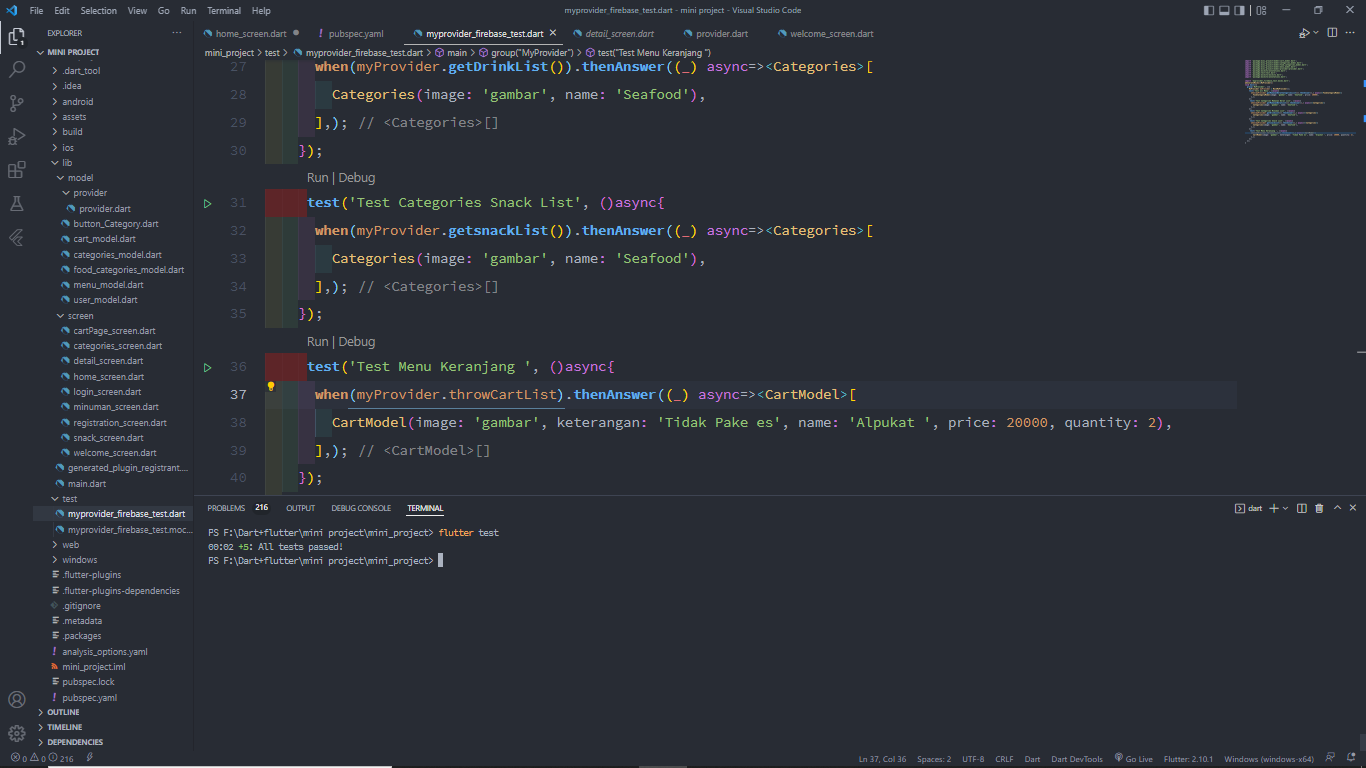 File Edit Selection View Go Run Terminal Help
myprovider_firebase_test.dart - mini project - Visual Studio Code
EXPLORER
MINI PROJECT
.dart_tool
.idea
android
assets
build
ios
lib
model
provider
provider.dart
button_Category.dart
cart_model.dart
categories_model.dart
food_categories_model.dart
menu_model.dart
user_model.dart
screen
cartPage_screen.dart
categories_screen.dart
detail_screen.dart
home_screen.dart
login_screen.dart
minuman_screen.dart
registration_screen.dart
snack_screen.dart
welcome_screen.dart
generated_plugin_registrant....
main.dart
test
myprovider_firebase_test.dart
myprovider_firebase_test.moc...
web
windows
.flutter-plugins
.flutter-plugins-dependencies
.gitignore
.metadata
.packages
analysis_options.yaml
mini_project.iml
pubspec.lock
pubspec.yaml
OUTLINE
TIMELINE
DEPENDENCIES
home_screen.dart
pubspec.yaml
myprovider_firebase_test.dart
detail_screen.dart
provider.dart
welcome_screen.dart
mini_project > test > myprovider_firebase_test.dart > main > group("MyProvider") > test("Test Menu Keranjang ")
27 when(myProvider.getDrinkList()).thenAnswer((_) async=><Categories>[
28 Categories(image: 'gambar', name: 'Seafood'),
29 ],); // <Categories>[]
30 });
Run | Debug
31 test('Test Categories Snack List', ()async{
32 when(myProvider.getsnackList()).thenAnswer((_) async=><Categories>[
33 Categories(image: 'gambar', name: 'Seafood'),
34 ],); // <Categories>[]
35 });
Run | Debug
36 test('Test Menu Keranjang ', ()async{
37 when(myProvider.throwCartList).thenAnswer((_) async=><CartModel>[
38 CartModel(image: 'gambar', keterangan: 'Tidak Pake es', name: 'Alpukat ', price: 20000, quantity: 2),
39 ],); // <CartModel>[]
40 });
PROBLEMS 216 OUTPUT DEBUG CONSOLE TERMINAL
dart
PS F:\Dart+flutter\mini project\mini_project> flutter test
00:02 +5: All tests passed!
PS F:\Dart+flutter\mini project\mini_project>
0 0 216
Ln 37, Col 36 Spaces: 2 UTF-8 CRLF Dart Dart DevTools Go Live Flutter: 2.10.1 Windows (windows-x64)